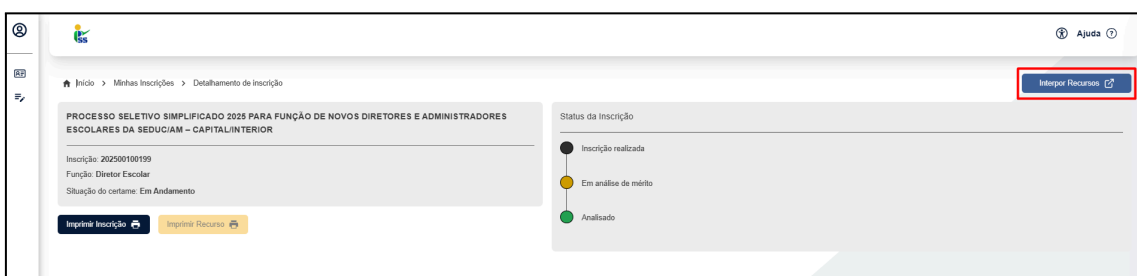 PSS
Ajuda
Início > Minhas Inscrições > Detalhamento de inscrição
Interpor Recursos
PROCESSO SELETIVO SIMPLIFICADO 2025 PARA FUNÇÃO DE NOVOS DIRETORES E ADMINISTRADORES
ESCOLARES DA SEDUC/AM – CAPITAL/INTERIOR
Inscrição: 202500100199
Função: Diretor Escolar
Situação do certame: Em Andamento
Imprimir Inscrição
Imprimir Recurso
Status da Inscrição
Inscrição realizada
Em análise de mérito
Analisado